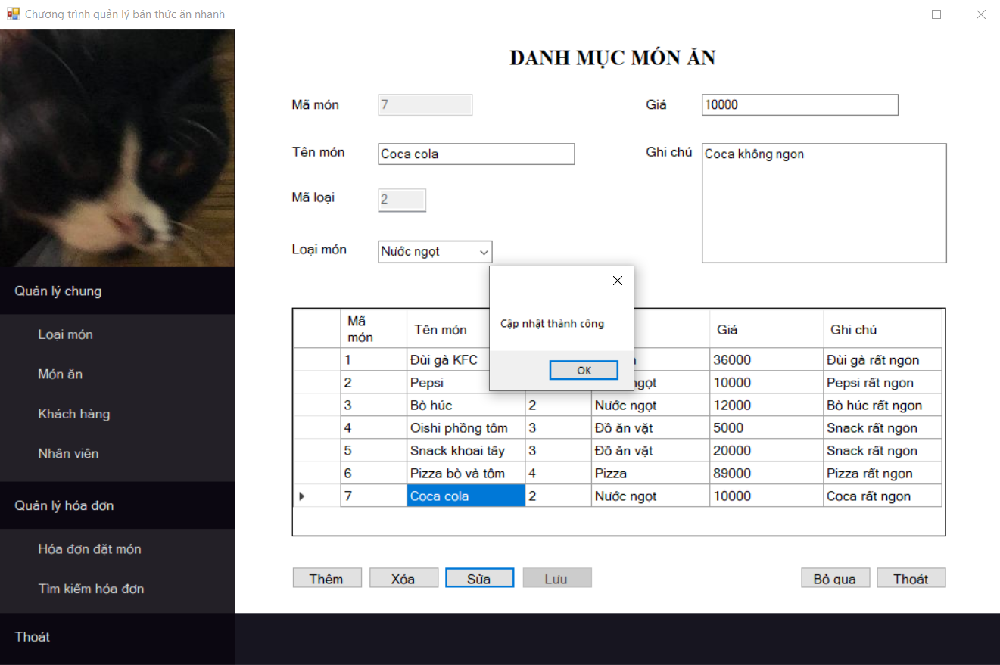 Chương trình quản lý bán thức ăn nhanh
DANH MỤC MÓN ĂN
Mã món 7 Giá 10000
Tên món Coca cola Ghi chú Coca không ngon
Mã loại 2
Loại món Nước ngọt
Quản lý chung
Loại món
Món ăn
Khách hàng
Nhân viên
Quản lý hóa đơn
Hóa đơn đặt món
Tìm kiếm hóa đơn
Thoát
Cập nhật thành công
OK
Mã món Tên món Giá Ghi chú
1 Đùi gà KFC 36000 Đùi gà rất ngon
2 Pepsi ngọt 10000 Pepsi rất ngon
3 Bò húc 2 Nước ngọt 12000 Bò húc rất ngon
4 Oishi phồng tôm 3 Đồ ăn vặt 5000 Snack rất ngon
5 Snack khoai tây 3 Đồ ăn vặt 20000 Snack rất ngon
6 Pizza bò và tôm 4 Pizza 89000 Pizza rất ngon
7 Coca cola 2 Nước ngọt 10000 Coca rất ngon
Thêm Xóa Sửa Lưu Bỏ qua Thoát